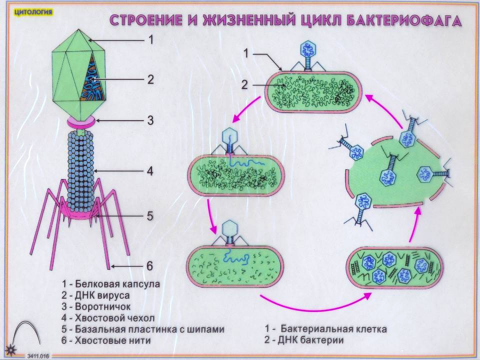 ЦИТОЛОГИЯ
СТРОЕНИЕ И ЖИЗНЕННЫЙ ЦИКЛ БАКТЕРИОФАГА
1
2
3
4
5
6
1 - Белковая капсула
2 - ДНК вируса
3 - Воротничок
4 - Хвостовой чехол
5 - Базальная пластинка с шипами
6 - Хвостовые нити
1
2
1 - Бактериальная клетка
2 - ДНК бактерии
3411.016